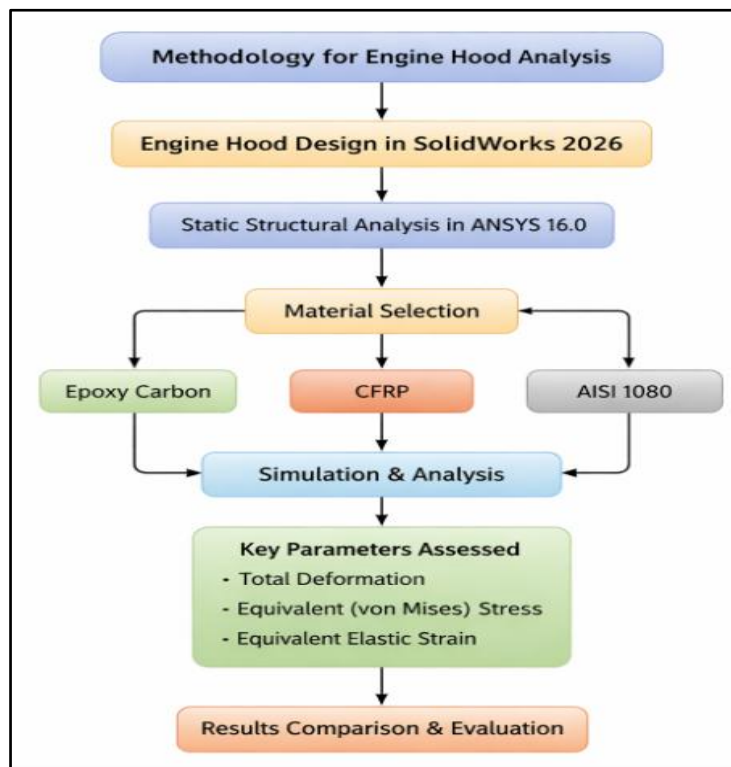 Methodology for Engine Hood Analysis
Engine Hood Design in SolidWorks 2026
Static Structural Analysis in ANSYS 16.0
Material Selection
Epoxy Carbon
CFRP
AISI 1080
Simulation & Analysis
Key Parameters Assessed
- Total Deformation
- Equivalent (von Mises) Stress
- Equivalent Elastic Strain
Results Comparison & Evaluation